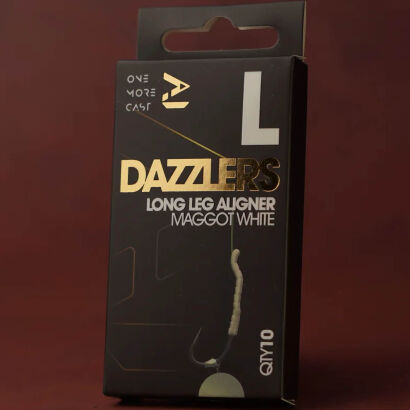 ONE
MORE
CAST
L
DAZZLERS
LONG LEG ALIGNER
MAGGOT WHITE
QTY10